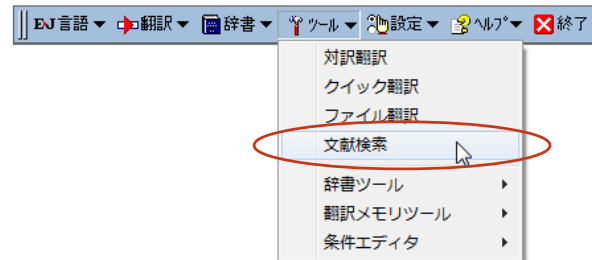 EJ言語 翻訳 辞書 ツール 設定 ヘルプ 終了
対訳翻訳
クイック翻訳
ファイル翻訳
文献検索
辞書ツール
翻訳メモリツール
条件エディタ